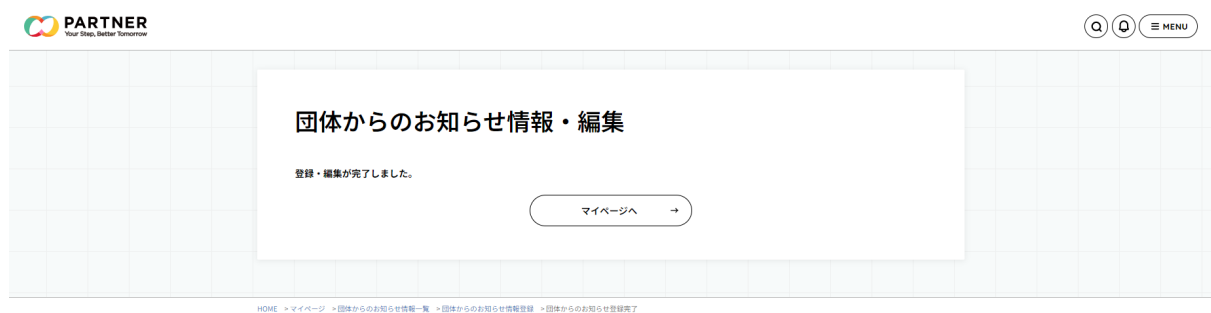 PARTNER
Your Step, Better Tomorrow
MENU
団体からのお知らせ情報・編集
登録・編集が完了しました。
マイページへ →
HOME >マイページ >団体からのお知らせ情報一覧 >団体からのお知らせ情報登録 >団体からのお知らせ登録完了